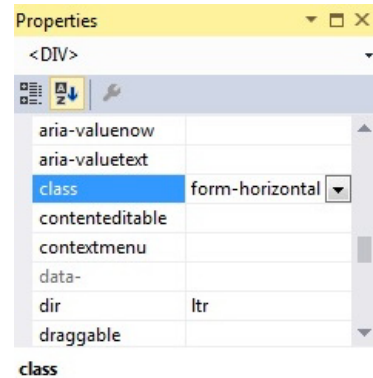 Properties
<DIV>
aria-valuenow
aria-valuetext
class form-horizontal
contenteditable
contextmenu
data-
dir ltr
draggable
class